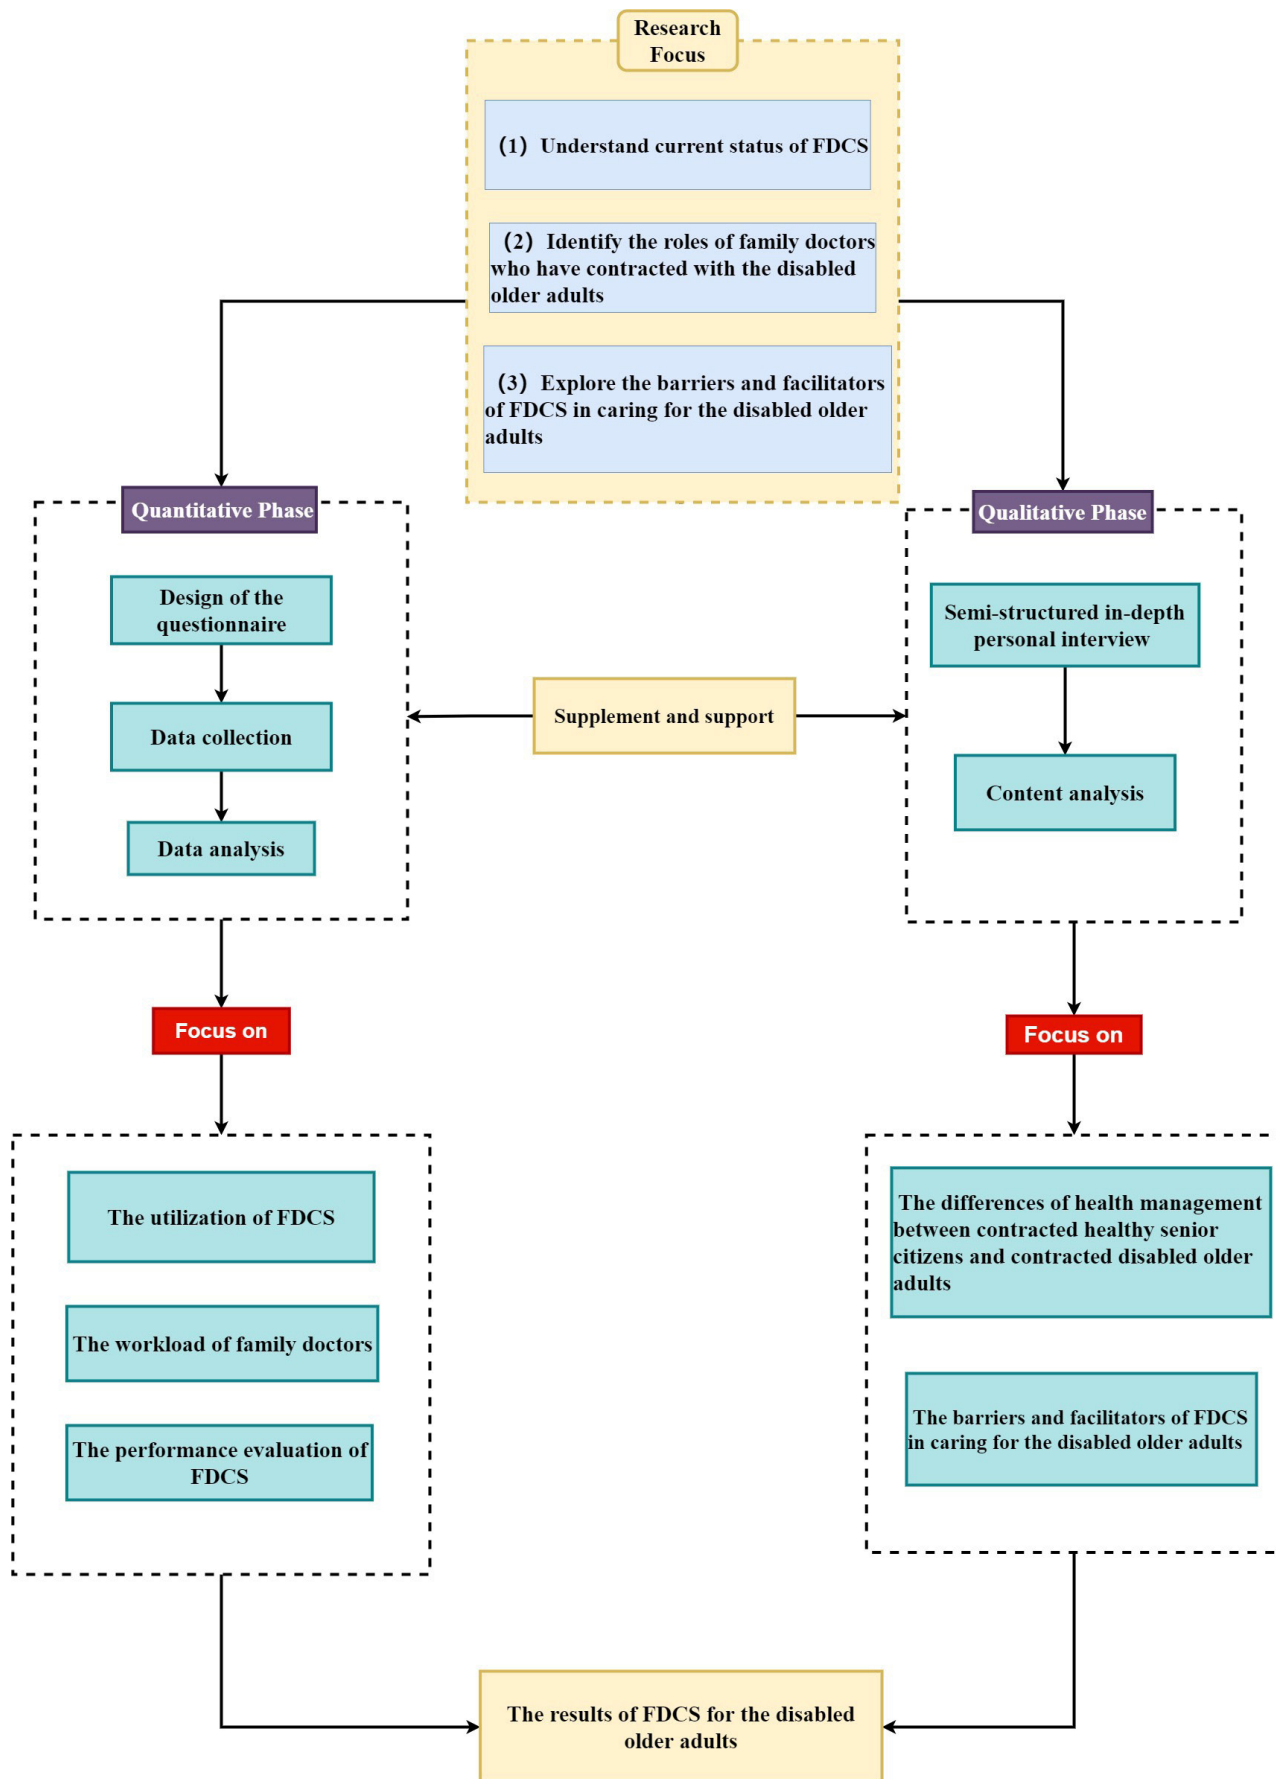 Research
Focus
（1）Understand current status of FDCS
（2）Identify the roles of family doctors
who have contracted with the disabled
older adults
（3）Explore the barriers and facilitators
of FDCS in caring for the disabled older
adults
Quantitative Phase
Design of the
questionnaire
Data collection
Data analysis
Supplement and support
Qualitative Phase
Semi-structured in-depth
personal interview
Content analysis
Focus on
The utilization of FDCS
The workload of family doctors
The performance evaluation of
FDCS
Focus on
The differences of health management
between contracted healthy senior
citizens and contracted disabled older
adults
The barriers and facilitators of FDCS
in caring for the disabled older adults
The results of FDCS for the disabled
older adults